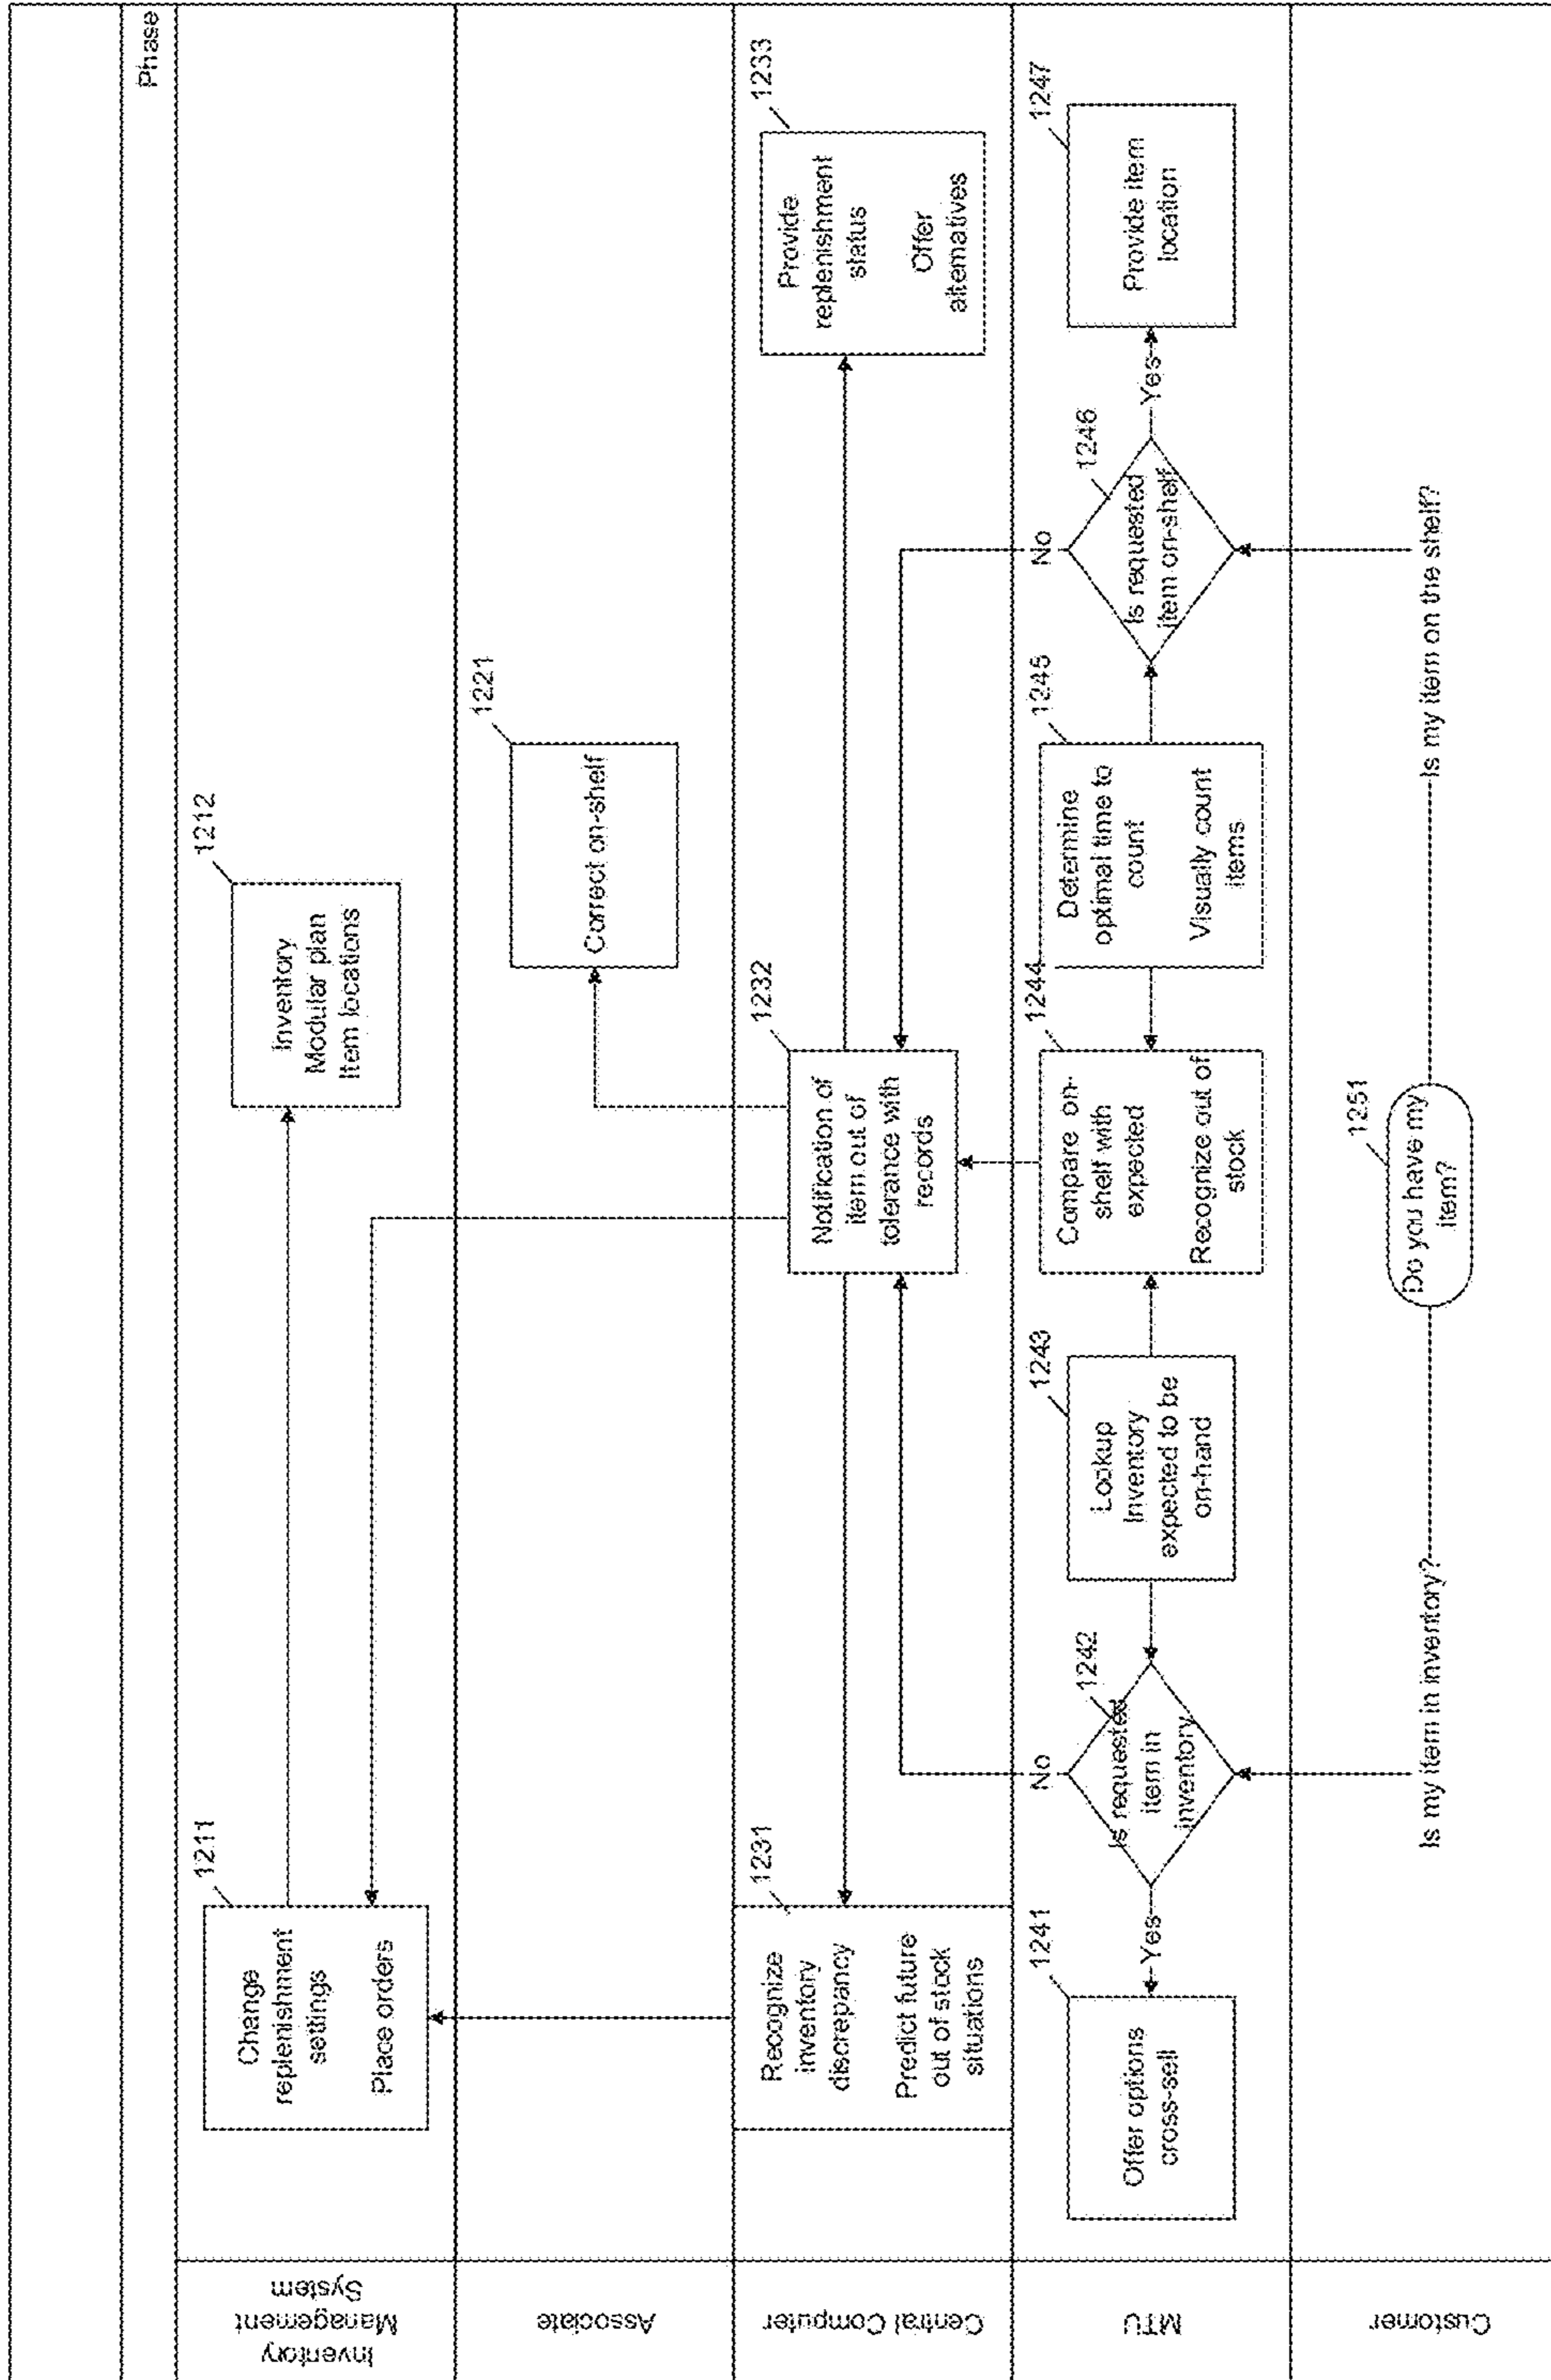 Phase
Inventory
Management
System
1211
Change
replenishment
settings
Place orders
1212
Inventory
Modular plan
Item locations
Associate
1221
Correct on-shelf
Central Computer
1231
Recognize
inventory
discrepancy
Predict future
out of stock
situations
1232
Notification of
item out of
tolerance with
records
1233
Provide
replenishment
status
Offer
alternatives
MTU
1241
Offer options
cross-sell
Yes
1242
Is requested
item in
inventory
No
1243
Lookup
Inventory
expected to be
on-hand
1244
Compare on-
shelf with
expected
Recognize out of
stock
1245
Determine
optimal time to
count
Visually count
items
1246
Is requested
item on-shelf
No
Yes
1247
Provide item
location
Customer
Is my item in inventory?
1251
Do you have my
item?
Is my item on the shelf?